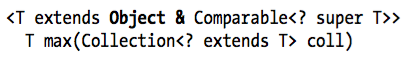 <T extends Object & Comparable<? super T>>
T max(Collection<? extends T> coll)